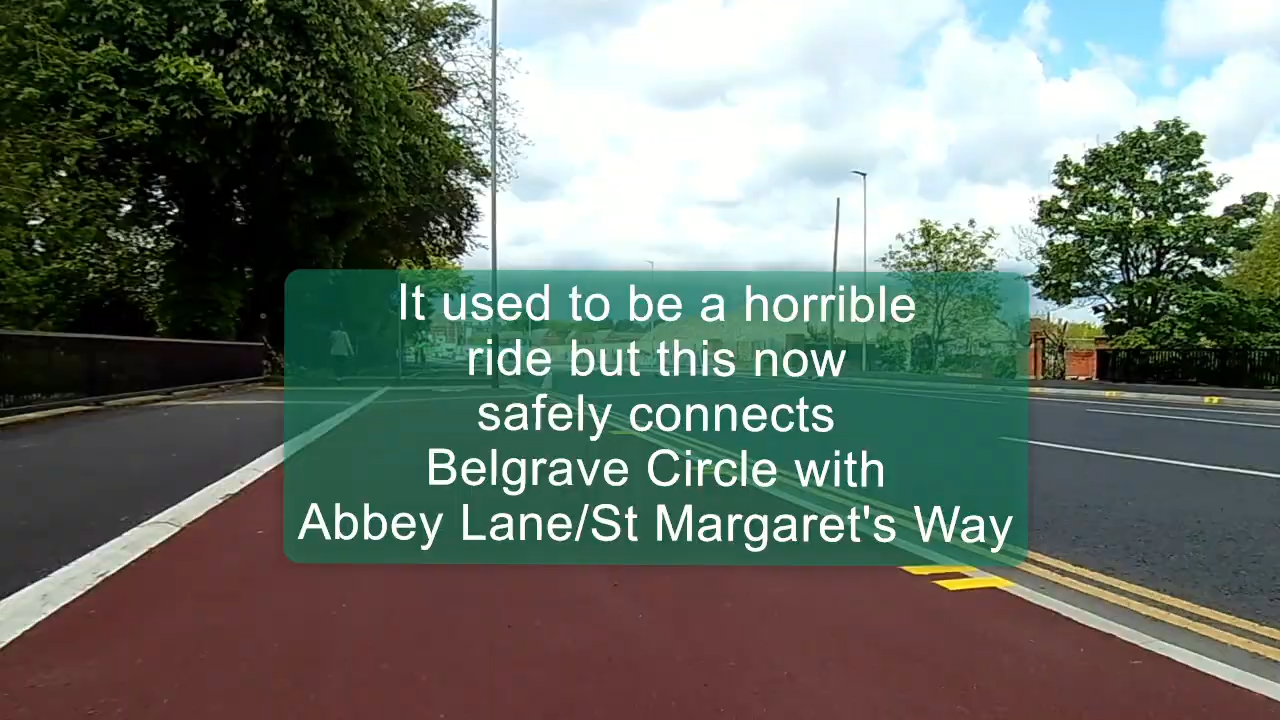 It used to be a horrible
ride but this now
safely connects
Belgrave Circle with
Abbey Lane/St Margaret's Way